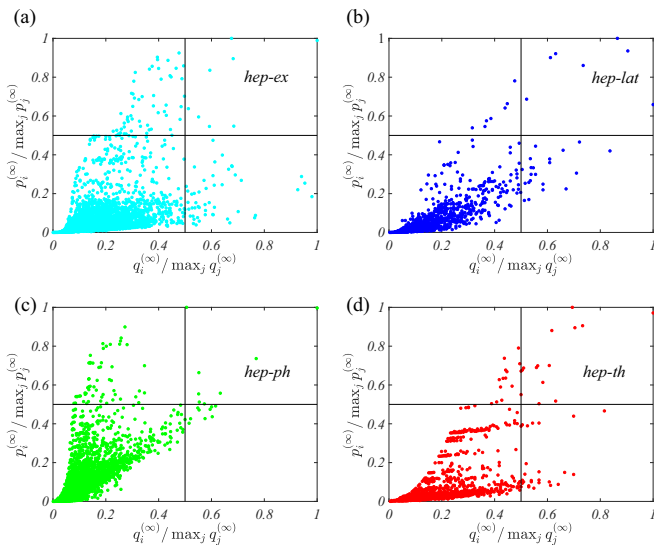 (a)
1
0.8
0.6
0.4
0.2
0
0 0.2 0.4 0.6 0.8 1
hep-ex
p_i^{(∞)} / max_j p_j^{(∞)}
q_i^{(∞)} / max_j q_j^{(∞)}
(b)
1
0.8
0.6
0.4
0.2
0
0 0.2 0.4 0.6 0.8 1
hep-lat
p_i^{(∞)} / max_j p_j^{(∞)}
q_i^{(∞)} / max_j q_j^{(∞)}
(c)
1
0.8
0.6
0.4
0.2
0
0 0.2 0.4 0.6 0.8 1
hep-ph
p_i^{(∞)} / max_j p_j^{(∞)}
q_i^{(∞)} / max_j q_j^{(∞)}
(d)
1
0.8
0.6
0.4
0.2
0
0 0.2 0.4 0.6 0.8 1
hep-th
p_i^{(∞)} / max_j p_j^{(∞)}
q_i^{(∞)} / max_j q_j^{(∞)}